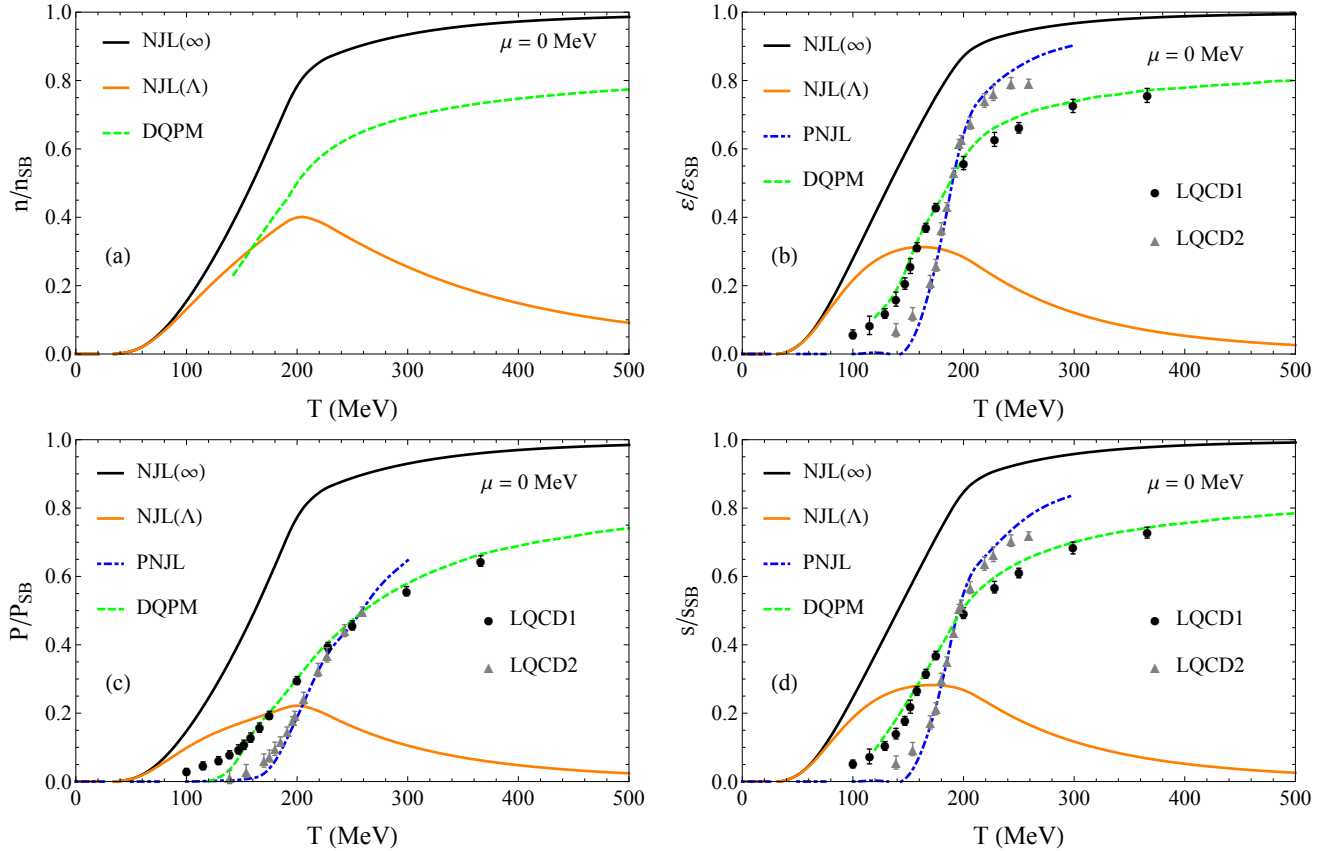 1.0
0.8
0.6
0.4
0.2
0.0
n/n_SB
NJL(∞)
NJL(Λ)
DQPM
μ = 0 MeV
(a)
0 100 200 300 400 500
T (MeV)
1.0
0.8
0.6
0.4
0.2
0.0
ε/ε_SB
NJL(∞)
NJL(Λ)
PNJL
DQPM
μ = 0 MeV
LQCD1
LQCD2
(b)
0 100 200 300 400 500
T (MeV)
1.0
0.8
0.6
0.4
0.2
0.0
P/P_SB
NJL(∞)
NJL(Λ)
PNJL
DQPM
μ = 0 MeV
LQCD1
LQCD2
(c)
0 100 200 300 400 500
T (MeV)
1.0
0.8
0.6
0.4
0.2
0.0
s/s_SB
NJL(∞)
NJL(Λ)
PNJL
DQPM
μ = 0 MeV
LQCD1
LQCD2
(d)
0 100 200 300 400 500
T (MeV)